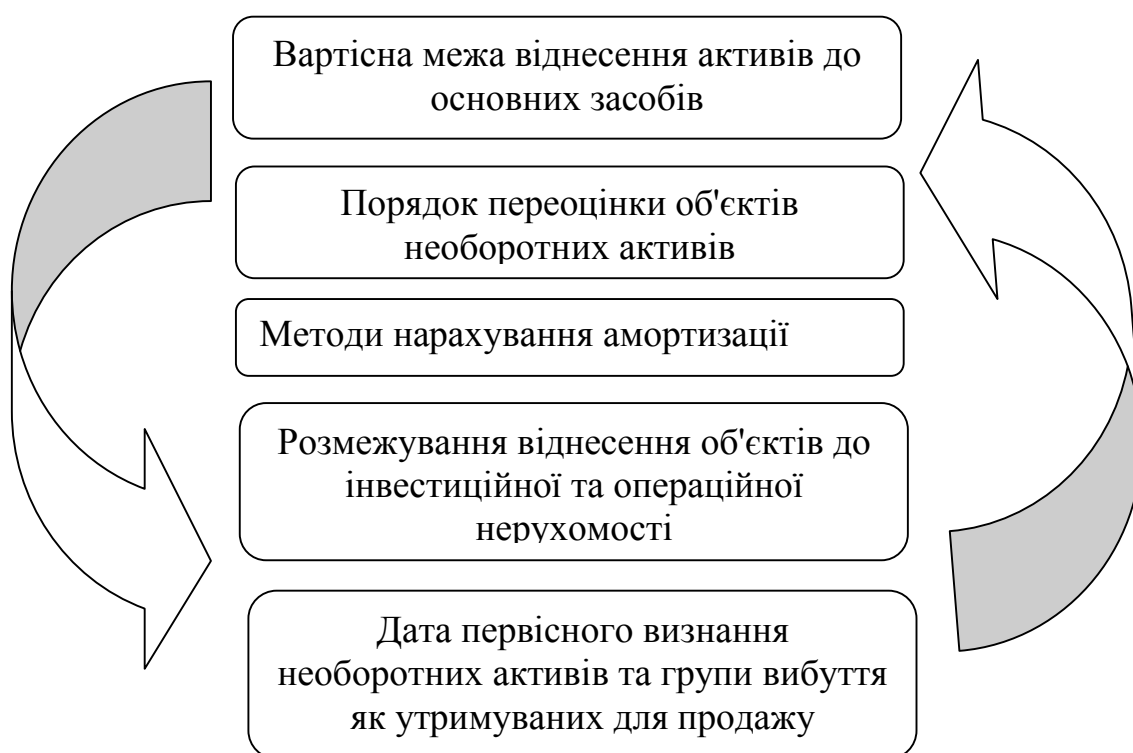 Вартісна межа віднесення активів до
основних засобів
Порядок переоцінки об'єктів
необоротних активів
Методи нарахування амортизації
Розмежування віднесення об'єктів до
інвестиційної та операційної
нерухомості
Дата первісного визнання
необоротних активів та групи вибуття
як утримуваних для продажу